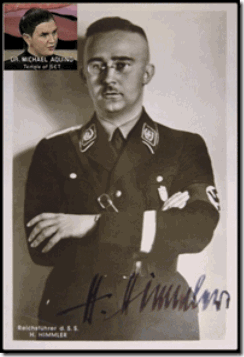 DR. MICHAEL AQUINO
Temple of SET.
H. Himmler
Reichsführer d. S. S.
H. HIMMLER